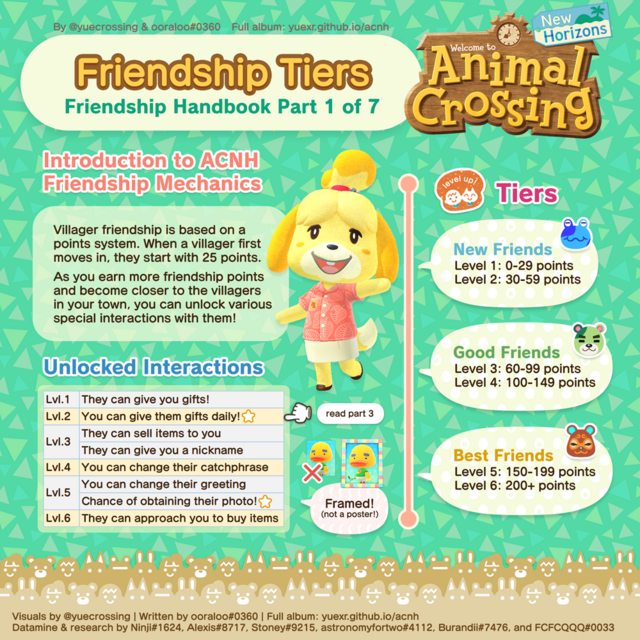 By @yuecrossing & ooraloo#0360 Full album: yuexr.github.io/acnh
New
Horizons
Welcome to
Animal
Crossing
Friendship Tiers
Friendship Handbook Part 1 of 7
Introduction to ACNH
Friendship Mechanics
Villager friendship is based on a
points system. When a villager first
moves in, they start with 25 points.
As you earn more friendship points
and become closer to the villagers
in your town, you can unlock various
special interactions with them!
Unlocked Interactions
Lvl.1 They can give you gifts!
Lvl.2 You can give them gifts daily!
read part 3
Lvl.3 They can sell items to you
They can give you a nickname
Lvl.4 You can change their catchphrase
Lvl.5 You can change their greeting
Chance of obtaining their photo!
Lvl.6 They can approach you to buy items
Framed!
(not a poster!)
level up!
Tiers
New Friends
Level 1: 0-29 points
Level 2: 30-59 points
Good Friends
Level 3: 60-99 points
Level 4: 100-149 points
Best Friends
Level 5: 150-199 points
Level 6: 200+ points
Visuals by @yuecrossing | Written by ooraloo#0360 | Full album: yuexr.github.io/acnh
Datamine & research by Ninji#1624, Alexis#8717, Stoney#9215, astronomyfortwo#4112, Burandii#7476, and FCFCQQQ#0033